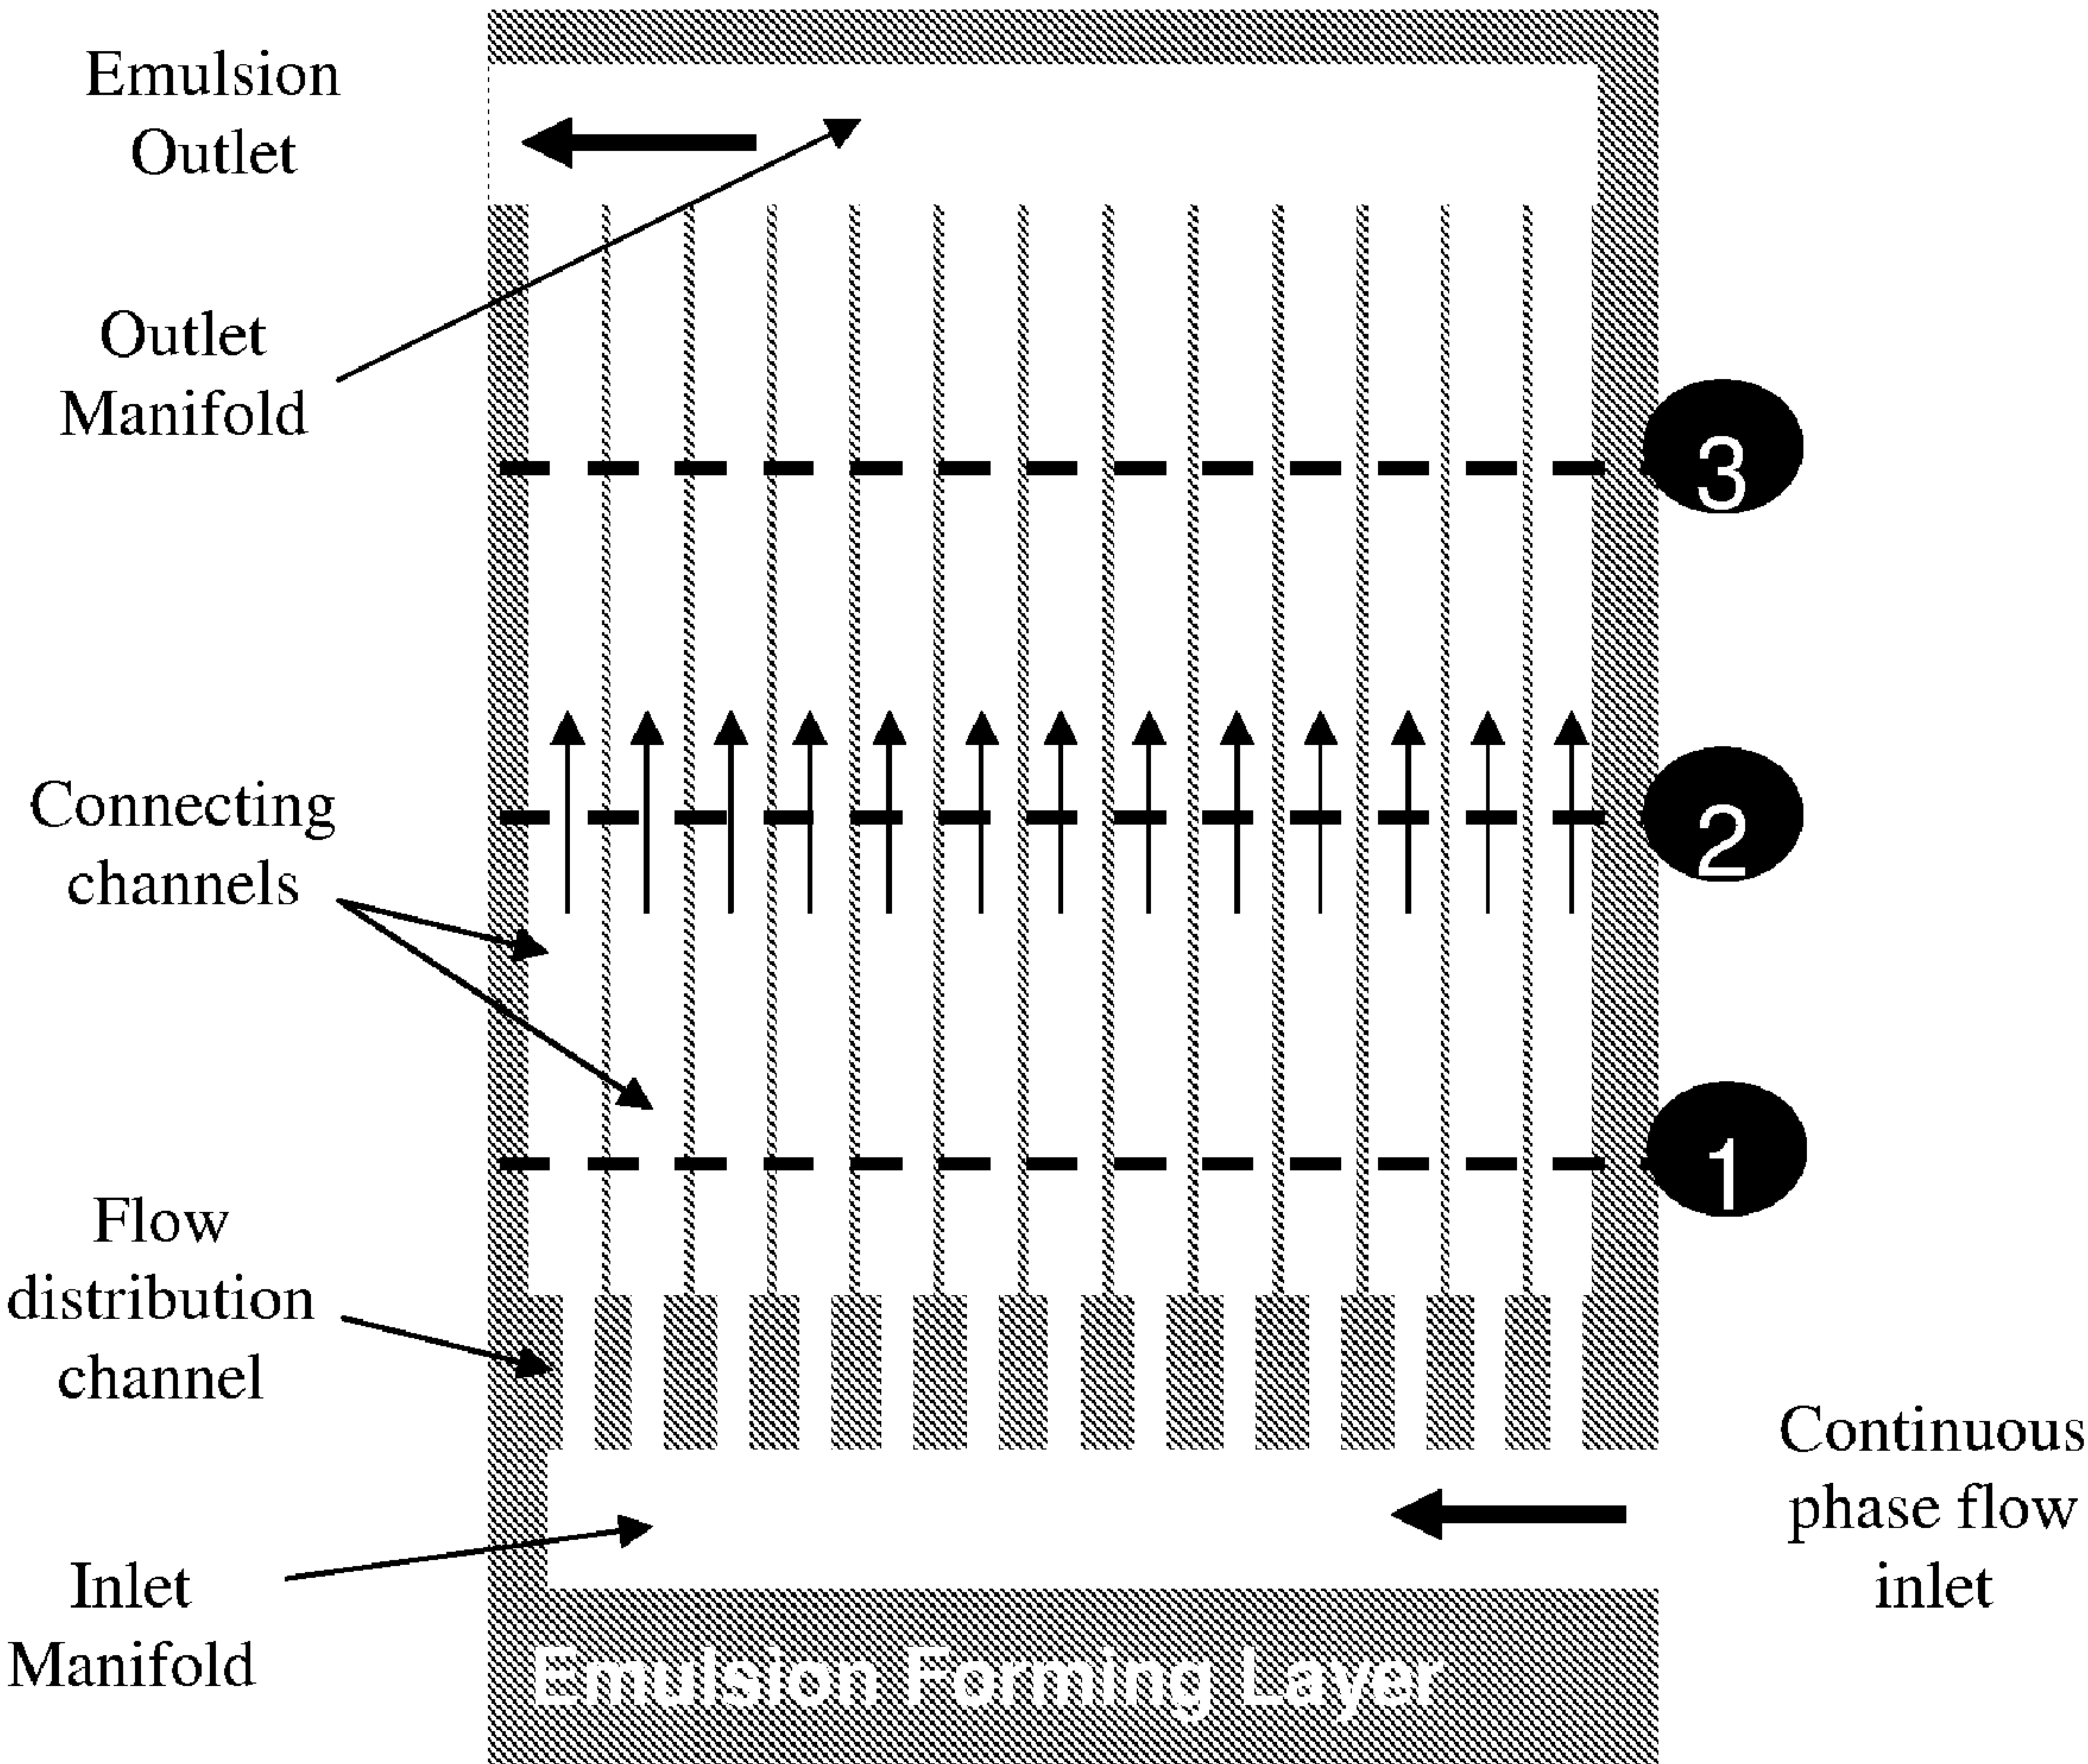 Emulsion
Outlet
Outlet
Manifold
3
Connecting
channels
2
1
Flow
distribution
channel
Continuous
phase flow
inlet
Inlet
Manifold
Emulsion Forming Layer